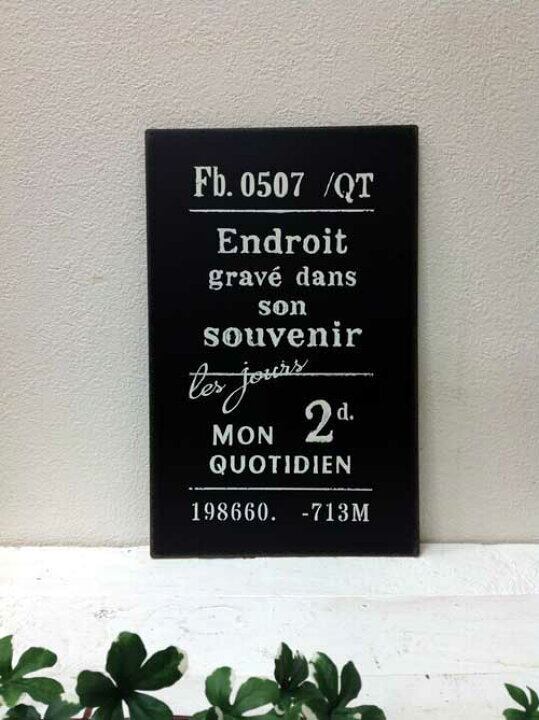 Fb. 0507 /QT
Endroit
gravé dans
son
souvenir
les jours
2d.
MON
QUOTIDIEN
198660. -713M